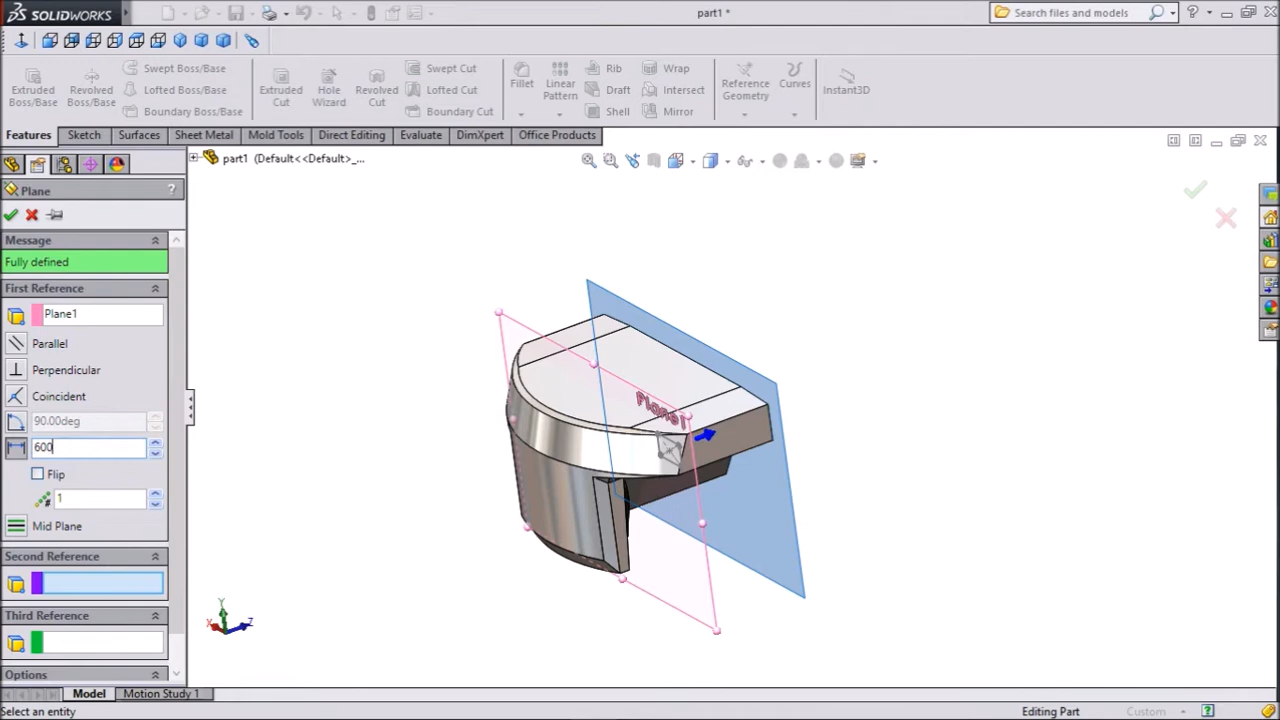 SOLIDWORKS
part1 *
Search files and models
Extruded Boss/Base
Revolved Boss/Base
Swept Boss/Base
Lofted Boss/Base
Boundary Boss/Base
Extruded Cut
Hole Wizard
Revolved Cut
Swept Cut
Lofted Cut
Boundary Cut
Fillet
Linear Pattern
Rib
Draft
Shell
Wrap
Intersect
Mirror
Reference Geometry
Curves
Instant3D
Features Sketch Surfaces Sheet Metal Mold Tools Direct Editing Evaluate DimXpert Office Products
part1 (Default<<Default>_...
Plane ?
Message
Fully defined
First Reference
Plane1
Parallel
Perpendicular
Coincident
90.00deg
600
Flip
1
Mid Plane
Second Reference
Third Reference
Options
Plane1
Y
X
Z
Model Motion Study 1
Select an entity
Editing Part
Custom